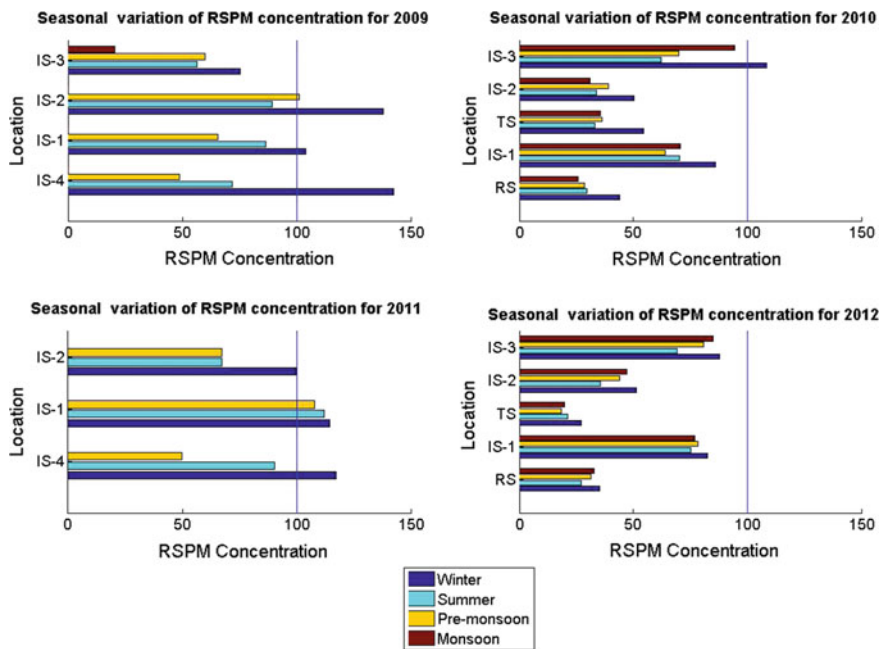 Seasonal variation of RSPM concentration for 2009
Location
IS-3
IS-2
IS-1
IS-4
0 50 100 150
RSPM Concentration
Seasonal variation of RSPM concentration for 2010
Location
IS-3
IS-2
TS
IS-1
RS
0 50 100 150
RSPM Concentration
Seasonal variation of RSPM concentration for 2011
Location
IS-2
IS-1
IS-4
0 50 100 150
RSPM Concentration
Seasonal variation of RSPM concentration for 2012
Location
IS-3
IS-2
TS
IS-1
RS
0 50 100 150
RSPM Concentration
Winter
Summer
Pre-monsoon
Monsoon